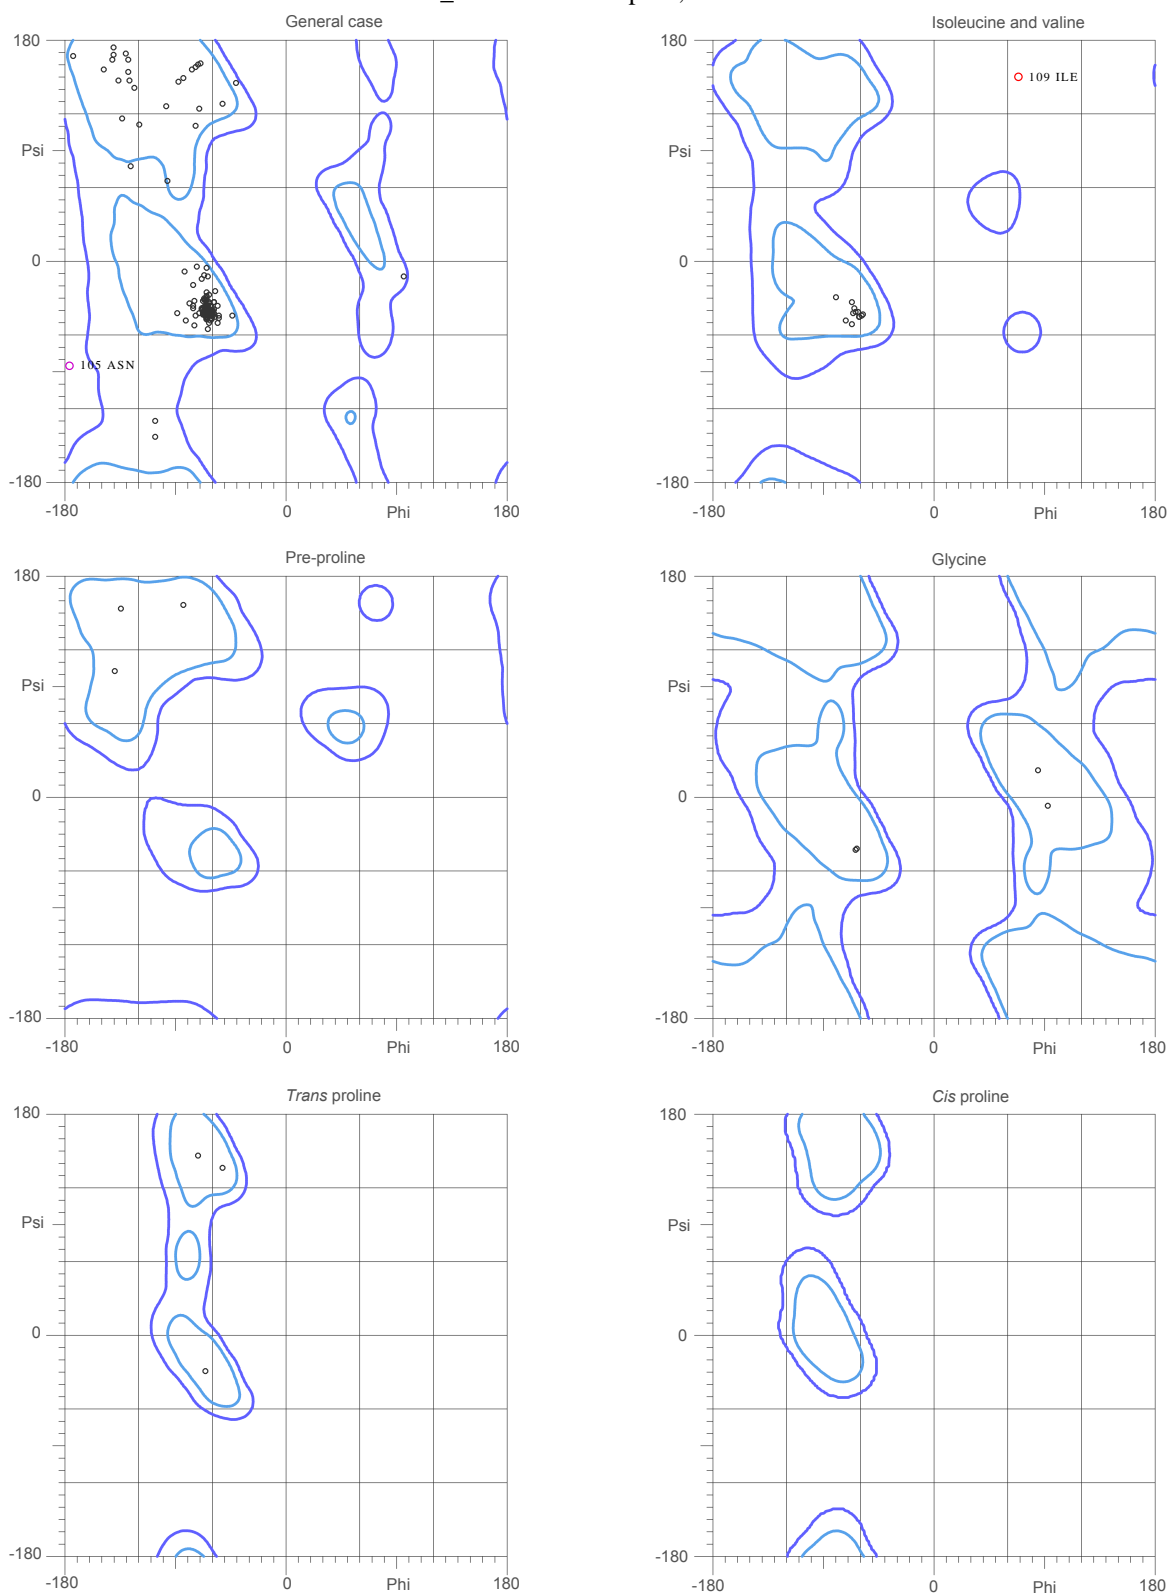 General case
Isoleucine and valine
180
Psi
0
-180
-180
0
Phi
180
105 ASN
180
Psi
0
-180
-180
0
Phi
180
109 ILE
Pre-proline
Glycine
180
Psi
0
-180
-180
0
Phi
180
180
Psi
0
-180
-180
0
Phi
180
Trans proline
Cis proline
180
Psi
0
-180
-180
0
Phi
180
180
Psi
0
-180
-180
0
Phi
180